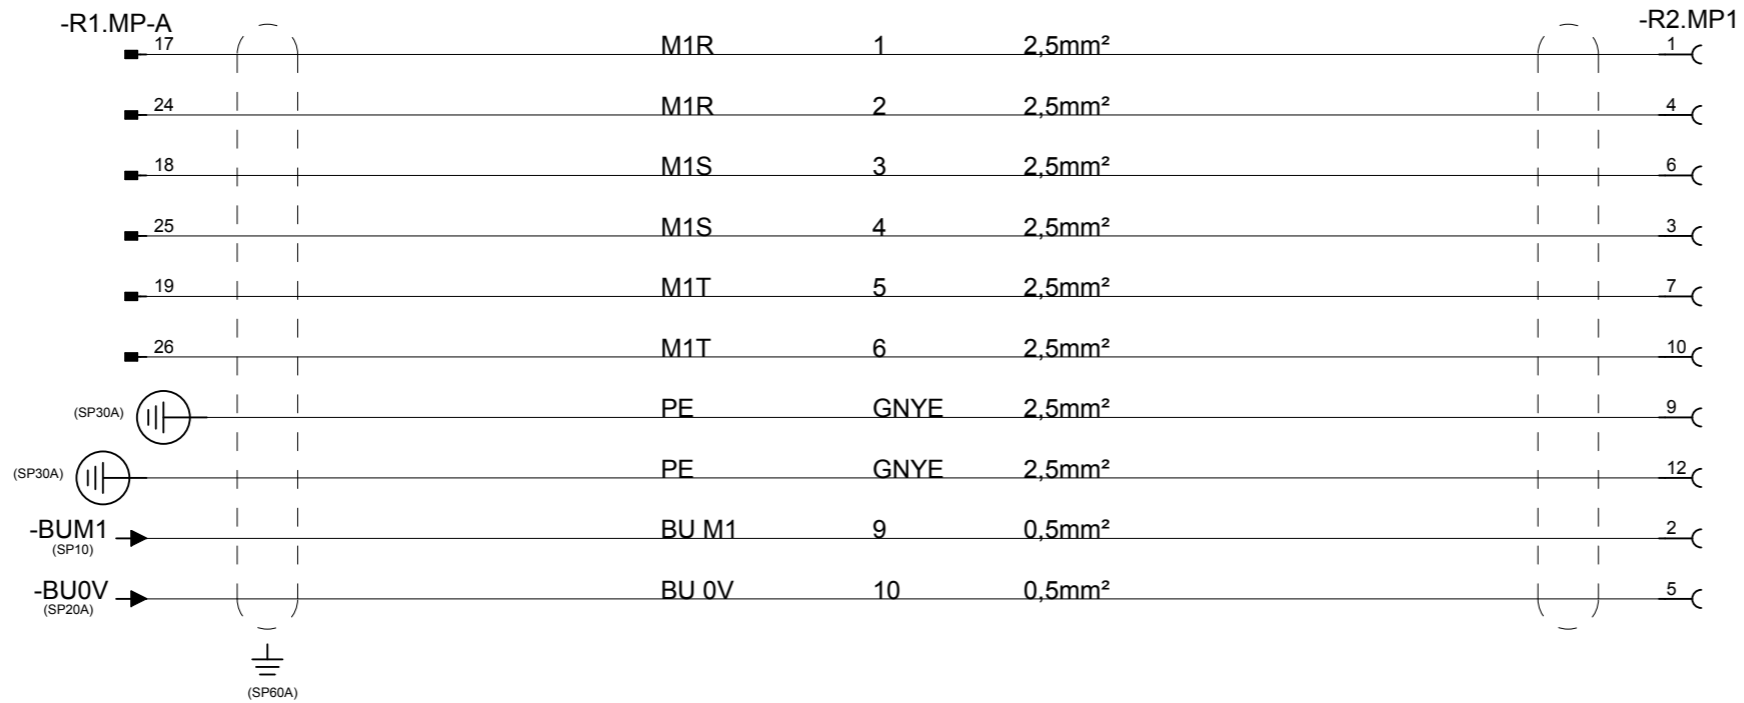 -R1.MP-A -R2.MP1
17 M1R 1 2,5mm² 1
24 M1R 2 2,5mm² 4
18 M1S 3 2,5mm² 6
25 M1S 4 2,5mm² 3
19 M1T 5 2,5mm² 7
26 M1T 6 2,5mm² 10
(SP30A) PE GNYE 2,5mm² 9
(SP30A) PE GNYE 2,5mm² 12
-BUM1 BU M1 9 0,5mm² 2
(SP10)
-BU0V BU 0V 10 0,5mm² 5
(SP20A)
(SP60A)